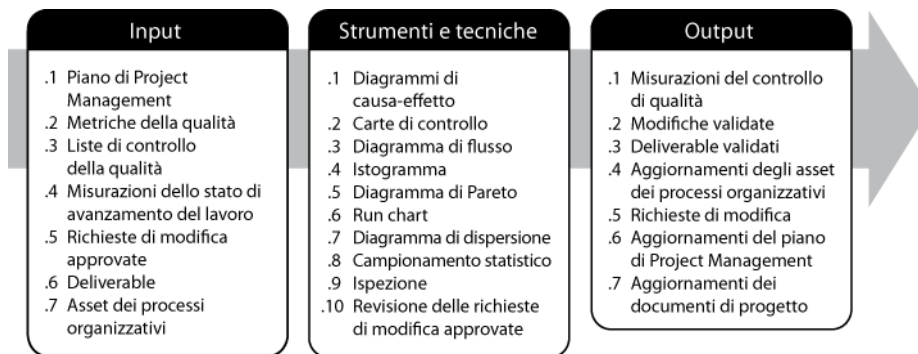 Input
.1 Piano di Project
Management
.2 Metriche della qualità
.3 Liste di controllo
della qualità
.4 Misurazioni dello stato di
avanzamento del lavoro
.5 Richieste di modifica
approvate
.6 Deliverable
.7 Asset dei processi
organizzativi
Strumenti e tecniche
.1 Diagrammi di
causa-effetto
.2 Carte di controllo
.3 Diagramma di flusso
.4 Istogramma
.5 Diagramma di Pareto
.6 Run chart
.7 Diagramma di dispersione
.8 Campionamento statistico
.9 Ispezione
.10 Revisione delle richieste
di modifica approvate
Output
.1 Misurazioni del controllo
di qualità
.2 Modifiche validate
.3 Deliverable validati
.4 Aggiornamenti degli asset
dei processi organizzativi
.5 Richieste di modifica
.6 Aggiornamenti del piano
di Project Management
.7 Aggiornamenti dei
documenti di progetto